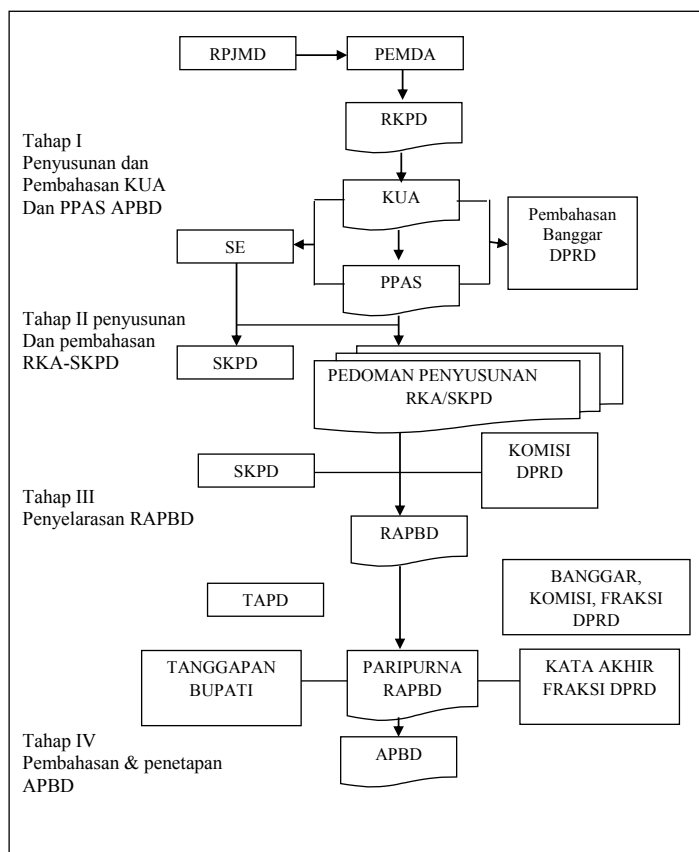 RPJMD
PEMDA
RKPD
Tahap I
Penyusunan dan
Pembahasan KUA
Dan PPAS APBD
KUA
Pembahasan
Banggar
DPRD
SE
PPAS
Tahap II penyusunan
Dan pembahasan
RKA-SKPD
SKPD
PEDOMAN PENYUSUNAN
RKA/SKPD
SKPD
KOMISI
DPRD
Tahap III
Penyelarasan RAPBD
RAPBD
TAPD
BANGGAR,
KOMISI, FRAKSI
DPRD
TANGGAPAN
BUPATI
PARIPURNA
RAPBD
KATA AKHIR
FRAKSI DPRD
Tahap IV
Pembahasan & penetapan
APBD
APBD